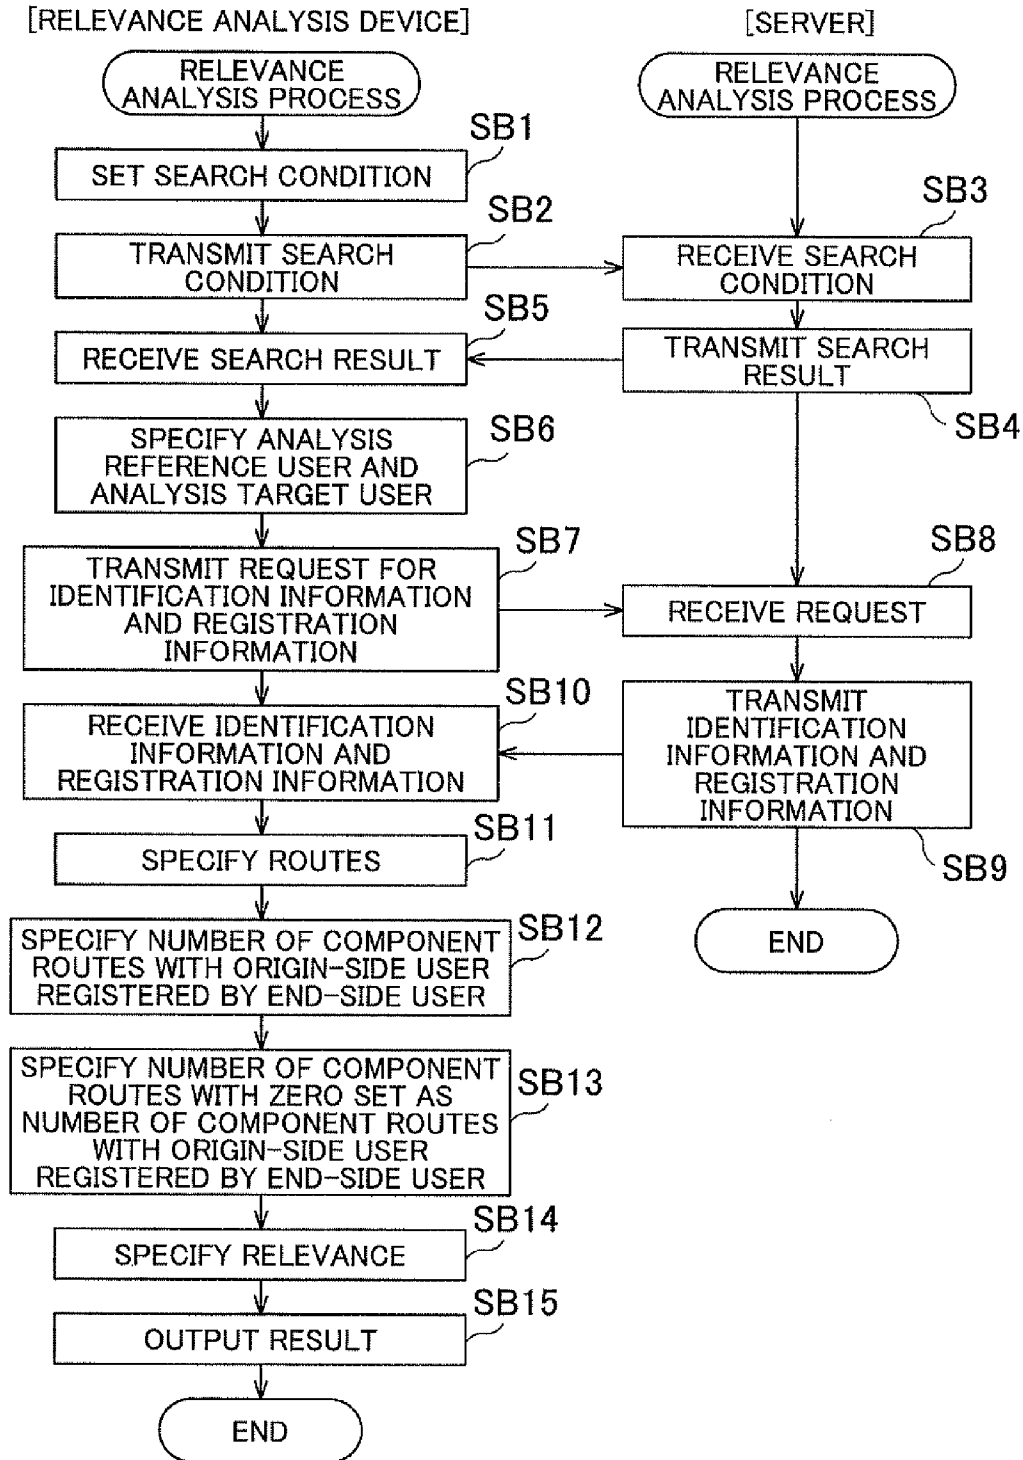 [RELEVANCE ANALYSIS DEVICE]
RELEVANCE
ANALYSIS PROCESS
SB1
SET SEARCH CONDITION
SB2
TRANSMIT SEARCH
CONDITION
SB5
RECEIVE SEARCH RESULT
SB6
SPECIFY ANALYSIS
REFERENCE USER AND
ANALYSIS TARGET USER
SB7
TRANSMIT REQUEST FOR
IDENTIFICATION INFORMATION
AND REGISTRATION
INFORMATION
SB10
RECEIVE IDENTIFICATION
INFORMATION AND
REGISTRATION INFORMATION
SB11
SPECIFY ROUTES
SB12
SPECIFY NUMBER OF COMPONENT
ROUTES WITH ORIGIN-SIDE USER
REGISTERED BY END-SIDE USER
SB13
SPECIFY NUMBER OF COMPONENT
ROUTES WITH ZERO SET AS
NUMBER OF COMPONENT ROUTES
WITH ORIGIN-SIDE USER
REGISTERED BY END-SIDE USER
SB14
SPECIFY RELEVANCE
SB15
OUTPUT RESULT
END
[SERVER]
RELEVANCE
ANALYSIS PROCESS
SB3
RECEIVE SEARCH
CONDITION
TRANSMIT SEARCH
RESULT
SB4
SB8
RECEIVE REQUEST
TRANSMIT
IDENTIFICATION
INFORMATION AND
REGISTRATION
INFORMATION
SB9
END